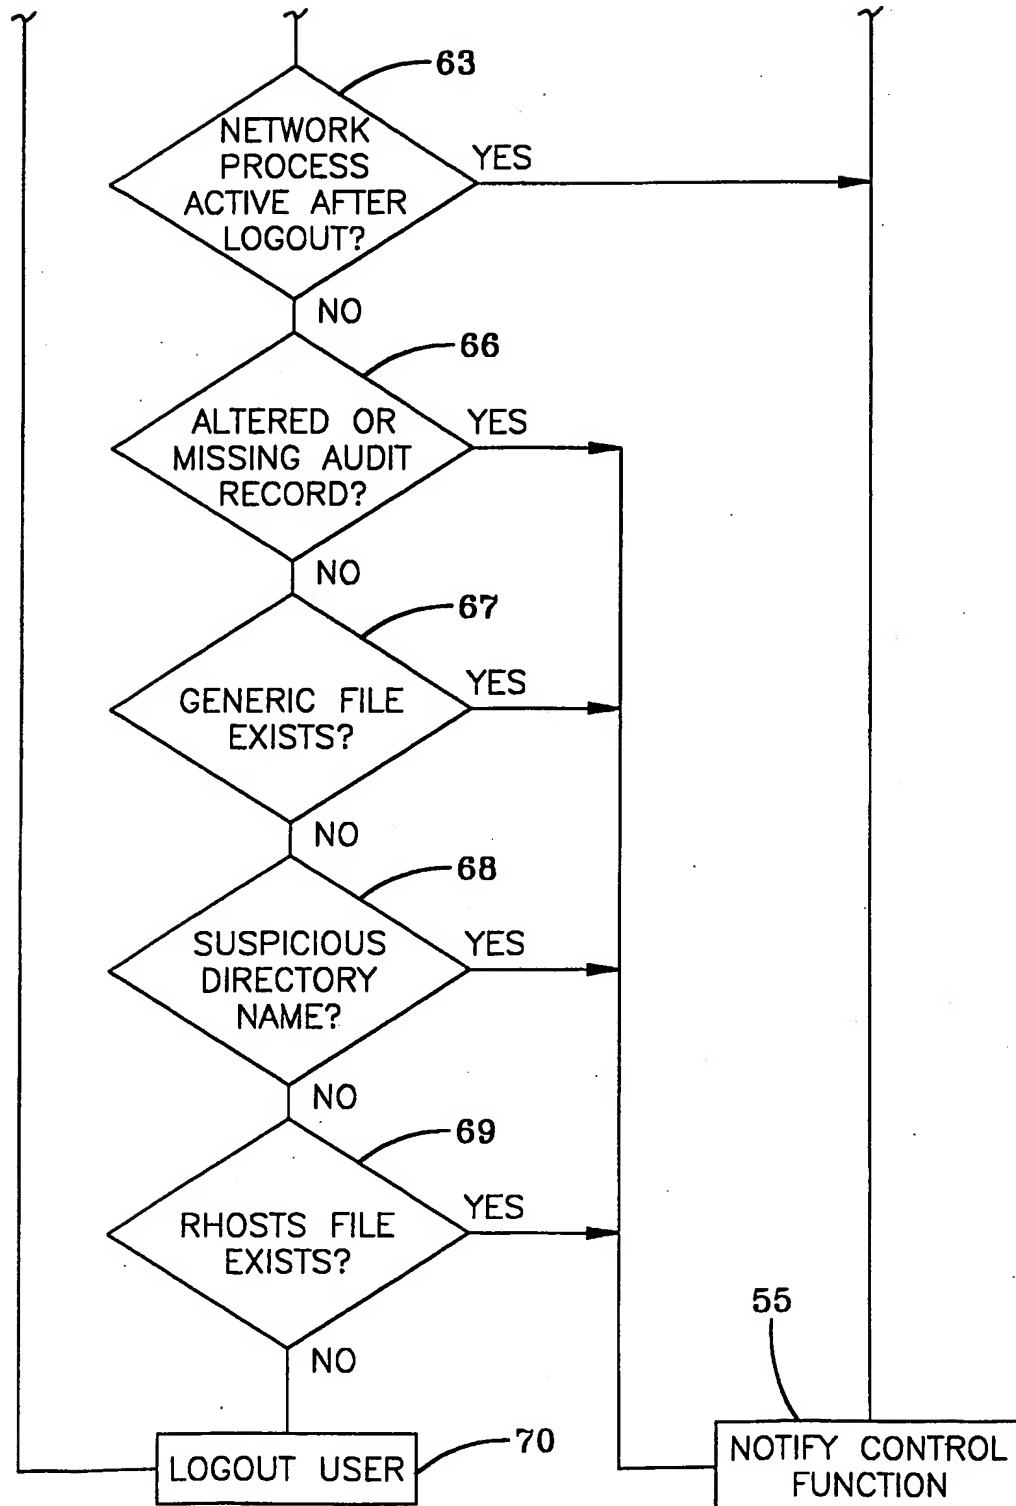 63
NETWORK
PROCESS
ACTIVE AFTER
LOGOUT?
YES
NO
66
ALTERED OR
MISSING AUDIT
RECORD?
YES
NO
67
GENERIC FILE
EXISTS?
YES
NO
68
SUSPICIOUS
DIRECTORY
NAME?
YES
NO
69
RHOSTS FILE
EXISTS?
YES
NO
55
LOGOUT USER
70
NOTIFY CONTROL
FUNCTION